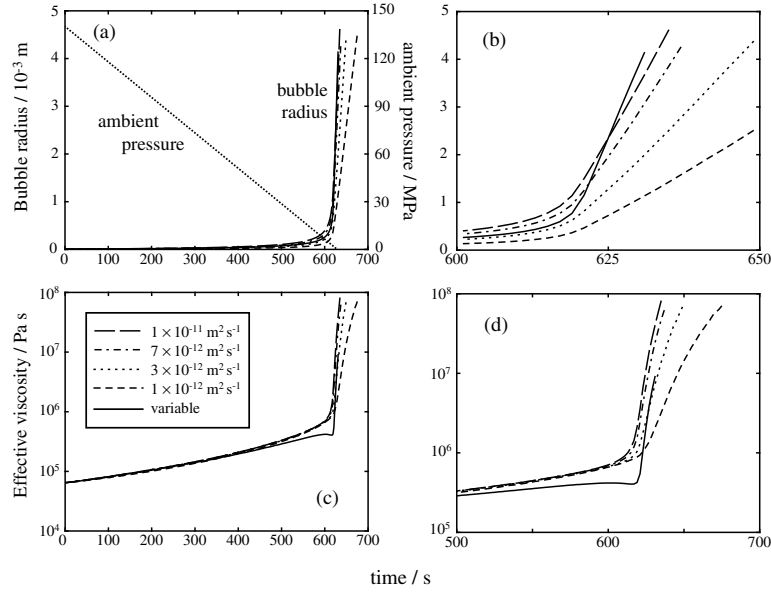 (a)
ambient
pressure
bubble
radius
Bubble radius / 10⁻³ m
5
4
3
2
1
0
0 100 200 300 400 500 600 700
150
120
90
60
30
0
ambient pressure / MPa
(b)
5
4
3
2
1
0
600 625 650
Effective viscosity / Pa s
10⁸
10⁷
10⁶
10⁵
10⁴
1 × 10⁻¹¹ m² s⁻¹
7 × 10⁻¹² m² s⁻¹
3 × 10⁻¹² m² s⁻¹
1 × 10⁻¹² m² s⁻¹
variable
(c)
0 100 200 300 400 500 600 700
(d)
10⁸
10⁷
10⁶
10⁵
500 600 700
time / s